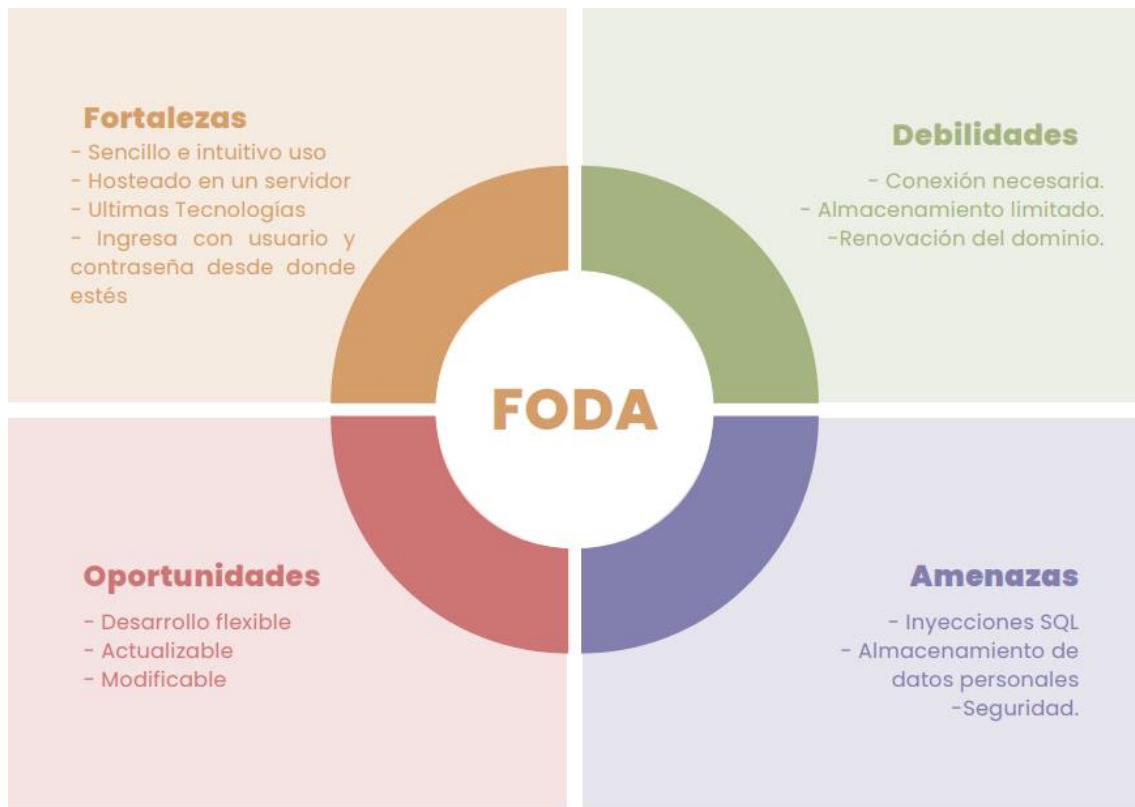 Fortalezas
- Sencillo e intuitivo uso
- Hosteado en un servidor
- Ultimas Tecnologías
- Ingresa con usuario y
contraseña desde donde
estés
Debilidades
- Conexión necesaria.
- Almacenamiento limitado.
-Renovación del dominio.
FODA
Oportunidades
- Desarrollo flexible
- Actualizable
- Modificable
Amenazas
- Inyecciones SQL
- Almacenamiento de
datos personales
-Seguridad.